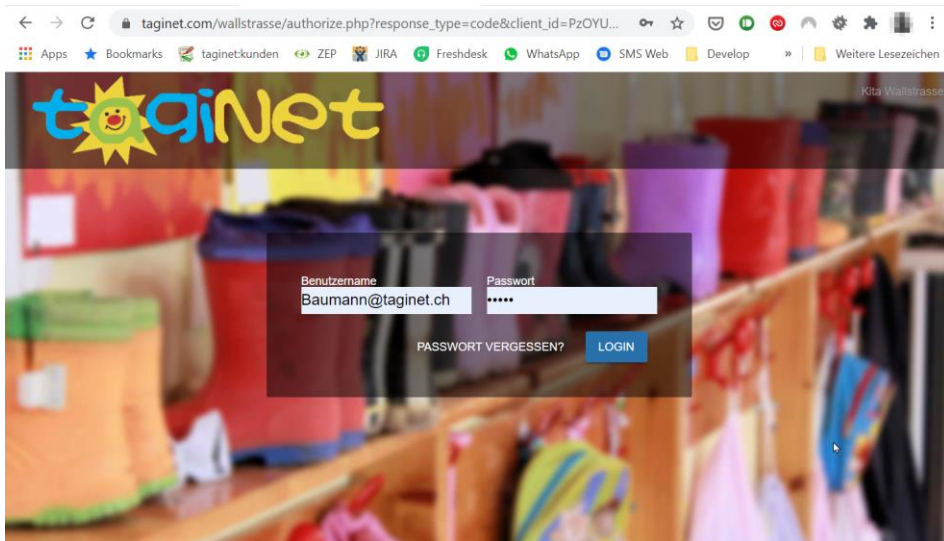 taginet.com/wallstrasse/authorize.php?response_type=code&client_id=PzOYU...
Apps Bookmarks taginet:kunden ZEP JIRA Freshdesk WhatsApp SMS Web Develop » Weitere Lesezeichen
tagiNet
Kita Wallstrasse
Benutzername Passwort
Baumann@taginet.ch •••••
PASSWORT VERGESSEN? LOGIN